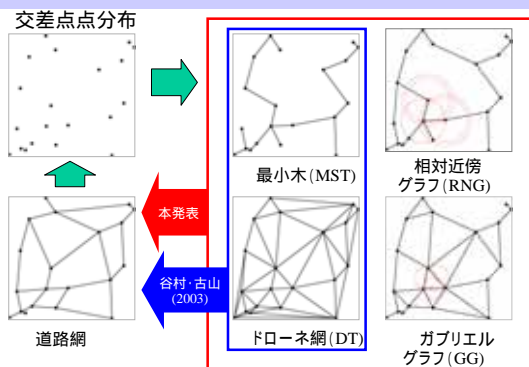 交差点点分布
最小木(MST)
相対近傍
グラフ(RNG)
本発表
谷村・古山
(2003)
道路網
ドローネ網(DT)
ガブリエル
グラフ(GG)